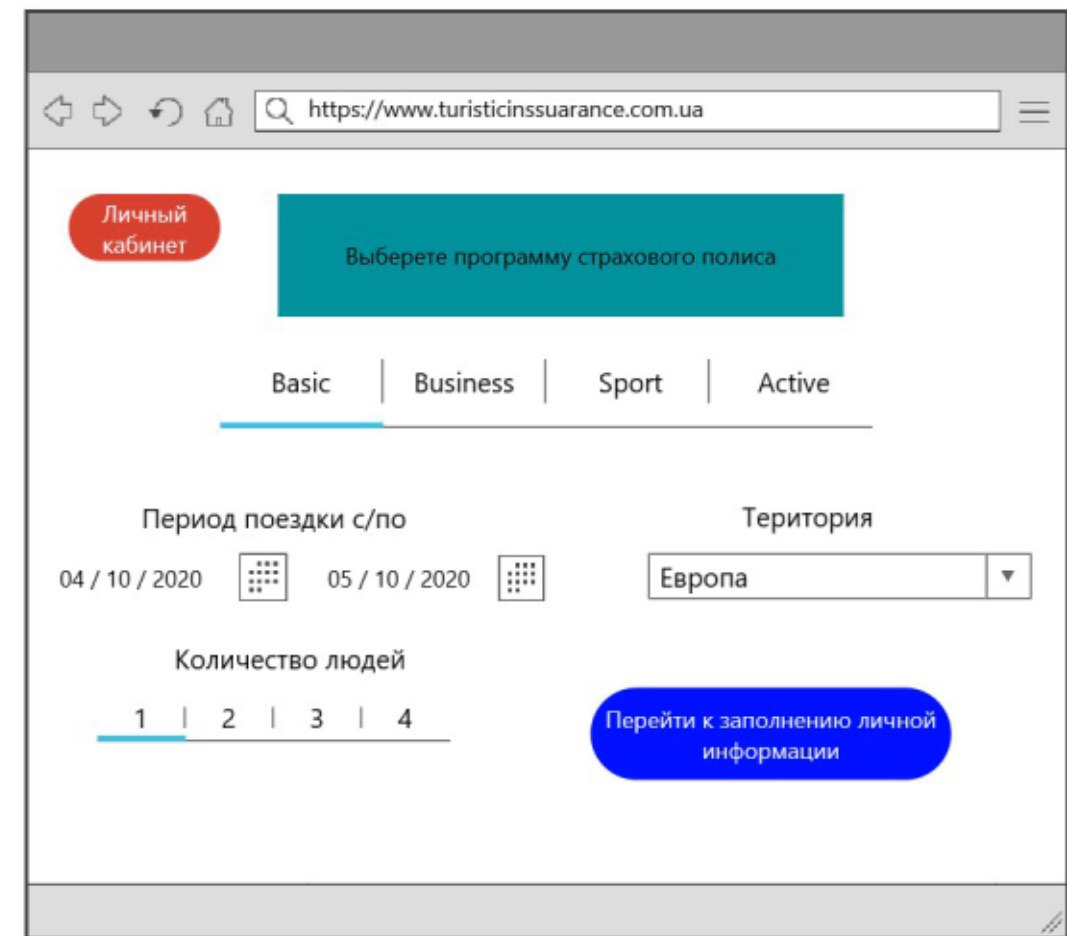 https://www.turisticinssuarance.com.ua
Личный
кабинет
Выберете программу страхового полиса
Basic | Business | Sport | Active
Период поездки с/по
Територия
04 / 10 / 2020 05 / 10 / 2020 Европа
Количество людей
1 | 2 | 3 | 4
Перейти к заполнению личной
информации